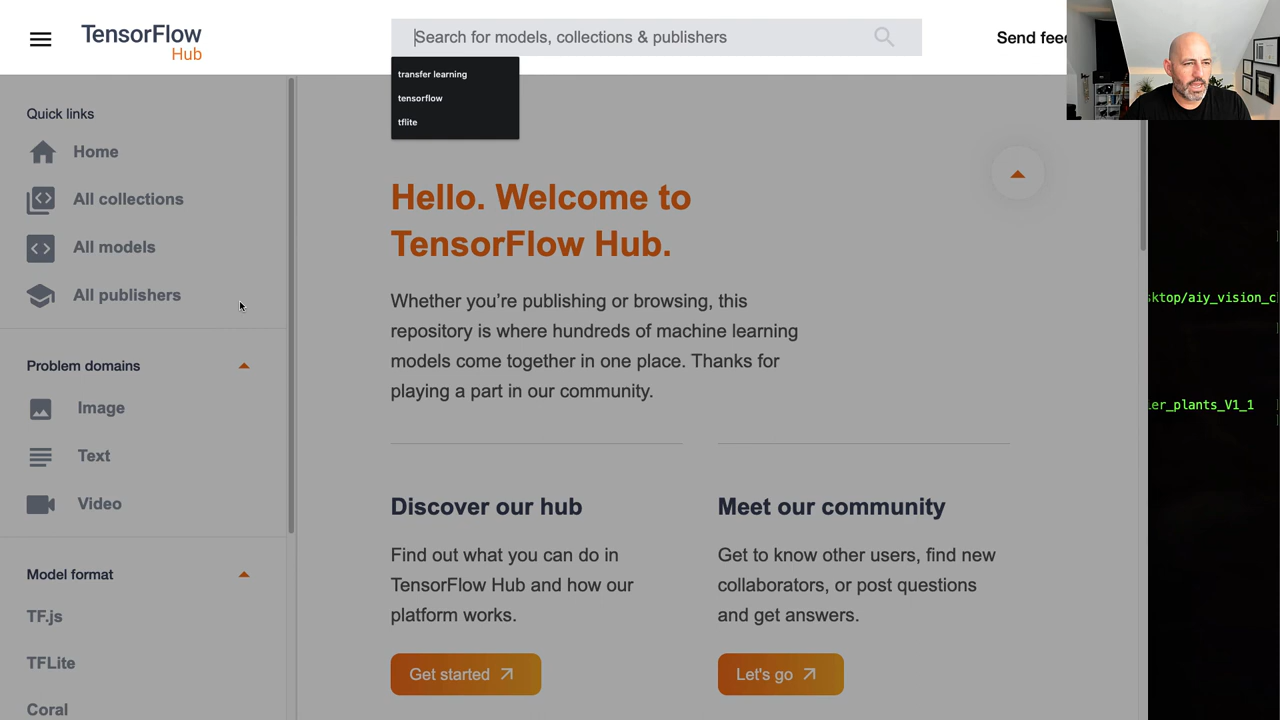 TensorFlow
Hub
Search for models, collections & publishers
Send feed
transfer learning
tensorflow
tflite
Quick links
Home
All collections
All models
All publishers
Problem domains
Image
Text
Video
Model format
TF.js
TFLite
Coral
Hello. Welcome to
TensorFlow Hub.
Whether you’re publishing or browsing, this
repository is where hundreds of machine learning
models come together in one place. Thanks for
playing a part in our community.
Discover our hub
Find out what you can do in
TensorFlow Hub and how our
platform works.
Get started
Meet our community
Get to know other users, find new
collaborators, or post questions
and get answers.
Let's go
sktop/aiy_vision_c
ler_plants_V1_1